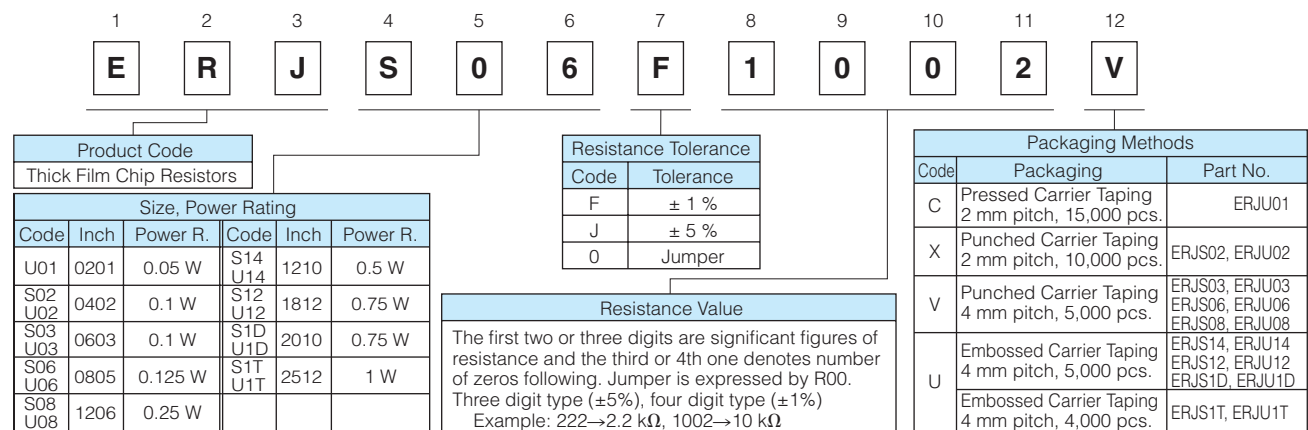 1 2 3 4 5 6 7 8 9 10 11 12
E R J S 0 6 F 1 0 0 2 V
Product Code
Thick Film Chip Resistors
Size, Power Rating
Code Inch Power R. Code Inch Power R.
U01 0201 0.05 W S14 U14 1210 0.5 W
S02 U02 0402 0.1 W S12 U12 1812 0.75 W
S03 U03 0603 0.1 W S1D U1D 2010 0.75 W
S06 U06 0805 0.125 W S1T U1T 2512 1 W
S08 U08 1206 0.25 W
Resistance Tolerance
Code Tolerance
F ± 1 %
J ± 5 %
0 Jumper
Resistance Value
The first two or three digits are significant figures of
resistance and the third or 4th one denotes number
of zeros following. Jumper is expressed by R00.
Three digit type (±5%), four digit type (±1%)
Example: 222→2.2 kΩ, 1002→10 kΩ
Packaging Methods
Code Packaging Part No.
C Pressed Carrier Taping
2 mm pitch, 15,000 pcs. ERJU01
X Punched Carrier Taping
2 mm pitch, 10,000 pcs. ERJS02, ERJU02
V Punched Carrier Taping
4 mm pitch, 5,000 pcs.
ERJS03, ERJU03
ERJS06, ERJU06
ERJS08, ERJU08
U Embossed Carrier Taping
4 mm pitch, 5,000 pcs.
ERJS14, ERJU14
ERJS12, ERJU12
ERJS1D, ERJU1D
Embossed Carrier Taping
4 mm pitch, 4,000 pcs. ERJS1T, ERJU1T